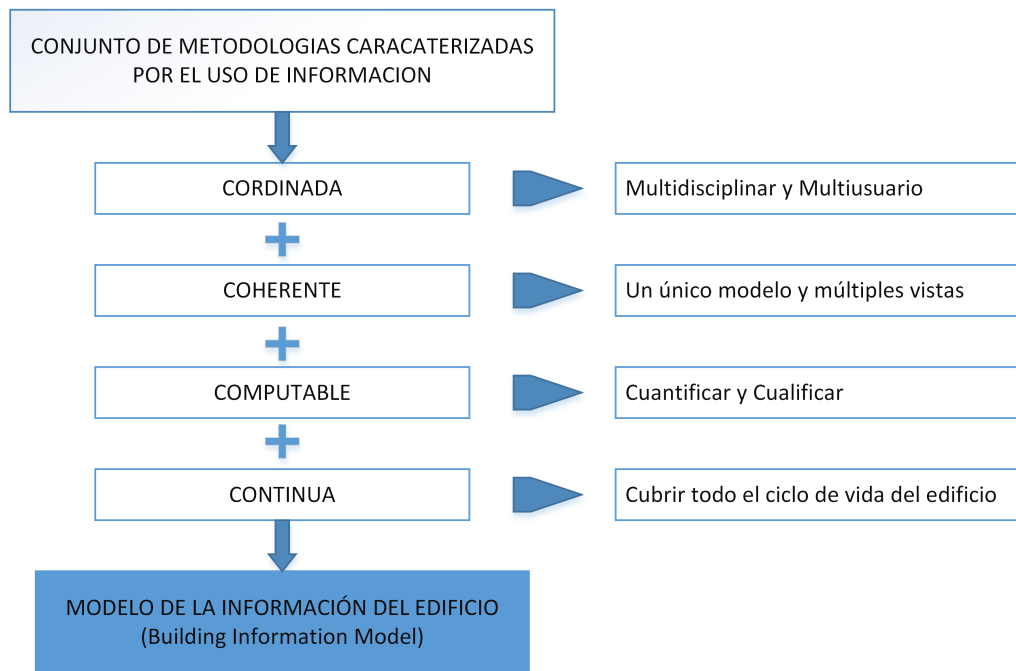 CONJUNTO DE METODOLOGIAS CARACATERIZADAS
POR EL USO DE INFORMACION
CORDINADA
Multidisciplinar y Multiusuario
COHERENTE
Un único modelo y múltiples vistas
COMPUTABLE
Cuantificar y Cualificar
CONTINUA
Cubrir todo el ciclo de vida del edificio
MODELO DE LA INFORMACIÓN DEL EDIFICIO
(Building Information Model)